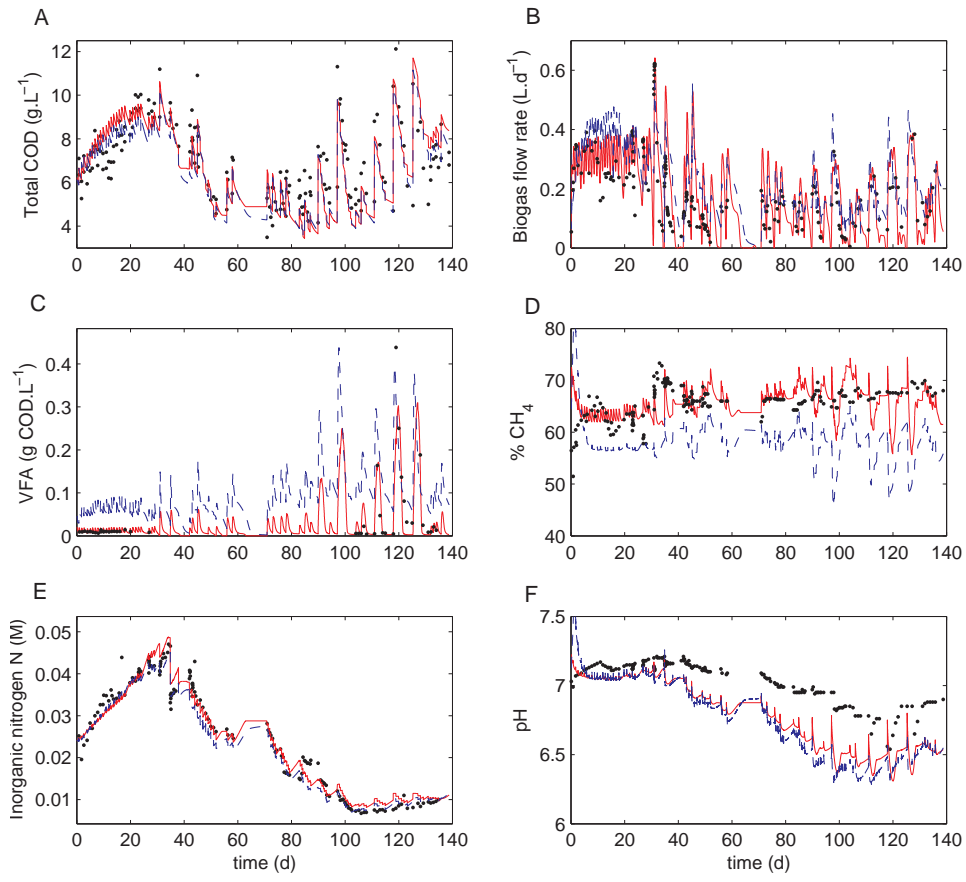 A
Total COD (g.L⁻¹)
12
10
8
6
4
0 20 40 60 80 100 120 140
B
Biogas flow rate (L.d⁻¹)
0.6
0.4
0.2
0
0 20 40 60 80 100 120 140
C
VFA (g COD.L⁻¹)
0.4
0.3
0.2
0.1
0
0 20 40 60 80 100 120 140
D
% CH₄
80
70
60
50
40
0 20 40 60 80 100 120 140
E
Inorganic nitrogen N (M)
0.05
0.04
0.03
0.02
0.01
0 20 40 60 80 100 120 140
time (d)
F
pH
7.5
7
6.5
6
0 20 40 60 80 100 120 140
time (d)